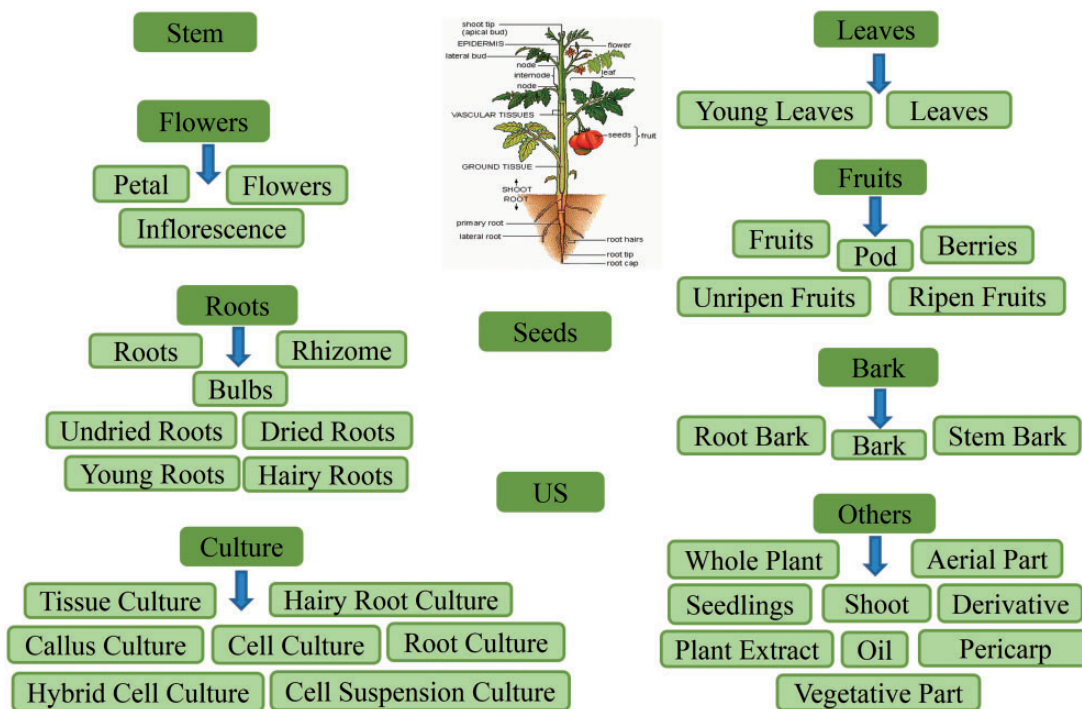 Stem
Flowers
Petal
Flowers
Inflorescence
Roots
Roots
Rhizome
Bulbs
Undried Roots
Dried Roots
Young Roots
Hairy Roots
Culture
Tissue Culture
Hairy Root Culture
Callus Culture
Cell Culture
Root Culture
Hybrid Cell Culture
Cell Suspension Culture
shoot tip
(apical bud)
EPIDERMIS
lateral bud
node
internode
node
VASCULAR TISSUES
GROUND TISSUE
SHOOT
ROOT
primary root
lateral root
flower
leaf
seeds
fruit
root hairs
root tip
root cap
Seeds
US
Leaves
Young Leaves
Leaves
Fruits
Fruits
Pod
Berries
Unripen Fruits
Ripen Fruits
Bark
Root Bark
Bark
Stem Bark
Others
Whole Plant
Aerial Part
Seedlings
Shoot
Derivative
Plant Extract
Oil
Pericarp
Vegetative Part